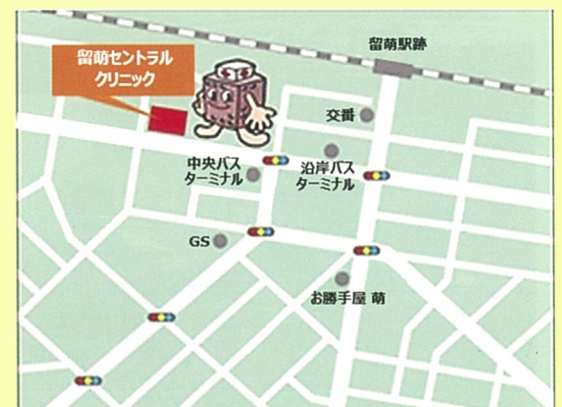 留萌駅跡
留萌セントラル
クリニック
交番
中央バス
ターミナル
沿岸バス
ターミナル
GS
お勝手屋 萌